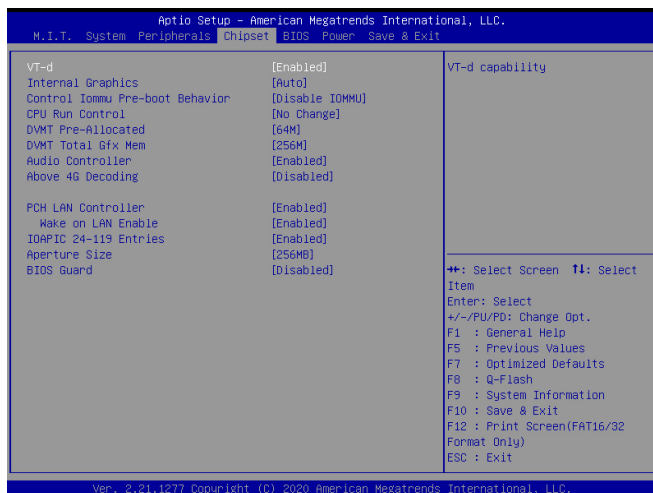 Aptio Setup - American Megatrends International, LLC.
M.I.T. System Peripherals Chipset BIOS Power Save & Exit
VT-d [Enabled] VT-d capability
Internal Graphics [Auto]
Control Iommu Pre-boot Behavior [Disable IOMMU]
CPU Run Control [No Change]
DVMT Pre-Allocated [64M]
DVMT Total Gfx Mem [256M]
Audio Controller [Enabled]
Above 4G Decoding [Disabled]
PCH LAN Controller [Enabled]
Wake on LAN Enable [Enabled]
IOAPIC 24-119 Entries [Enabled]
Aperture Size [256MB]
BIOS Guard [Disabled]
→←: Select Screen ↑↓: Select
Item
Enter: Select
+/-/PU/PD: Change Opt.
F1 : General Help
F5 : Previous Values
F7 : Optimized Defaults
F8 : Q-Flash
F9 : System Information
F10 : Save & Exit
F12 : Print Screen(FAT16/32
Format Only)
ESC : Exit
Ver. 2.21.1277 Copyright (C) 2020 American Megatrends International, LLC.